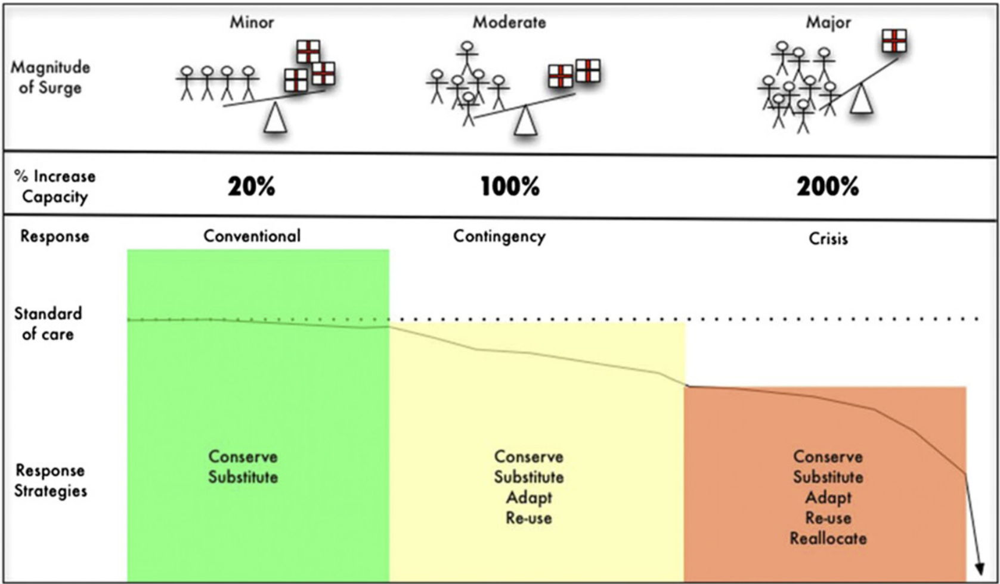 Minor
Moderate
Major
Magnitude
of Surge
% Increase
Capacity
20%
100%
200%
Response
Conventional
Contingency
Crisis
Standard
of care
Response
Strategies
Conserve
Substitute
Conserve
Substitute
Adapt
Re-use
Conserve
Substitute
Adapt
Re-use
Reallocate